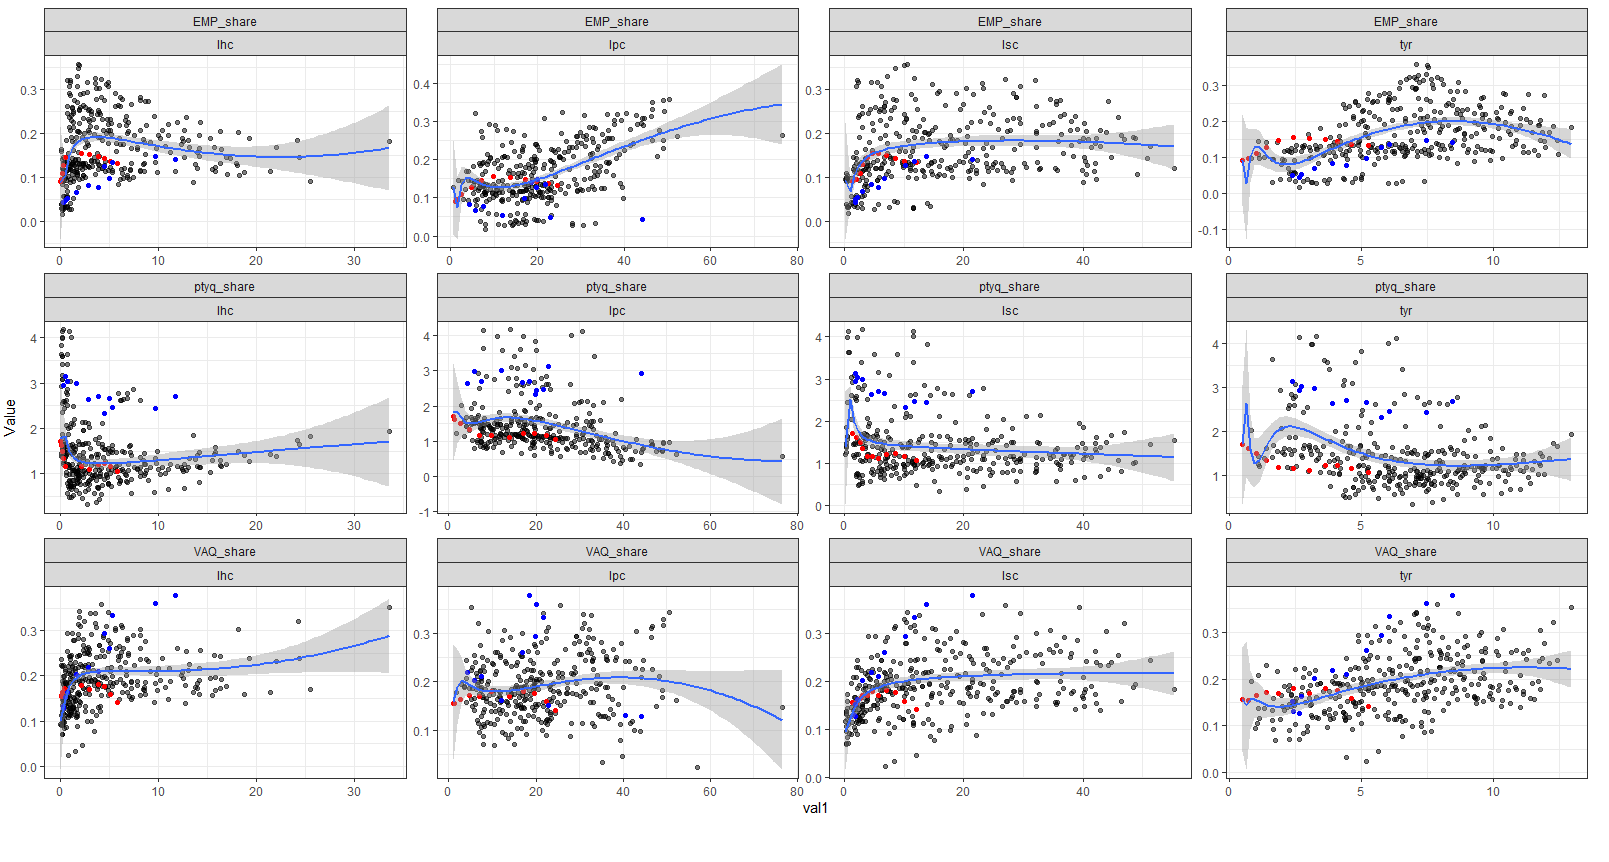 EMP_share EMP_share EMP_share EMP_share
lhc lpc lsc tyr
0.3 0.2 0.1 0.0
0.4 0.3 0.2 0.1 0.0
0.3 0.2 0.1 0.0
0.3 0.2 0.1 0.0 -0.1
0 10 20 30
0 20 40 60 80
0 20 40
0 5 10
ptyq_share ptyq_share ptyq_share ptyq_share
lhc lpc lsc tyr
4 3 2 1
4 3 2 1 0 -1
4 3 2 1 0
4 3 2 1
0 10 20 30
0 20 40 60 80
0 20 40
0 5 10
VAQ_share VAQ_share VAQ_share VAQ_share
lhc lpc lsc tyr
0.3 0.2 0.1 0.0
0.3 0.2 0.1
0.3 0.2 0.1 0.0
0.3 0.2 0.1 0.0
0 10 20 30
0 20 40 60 80
0 20 40
0 5 10
Value
val1